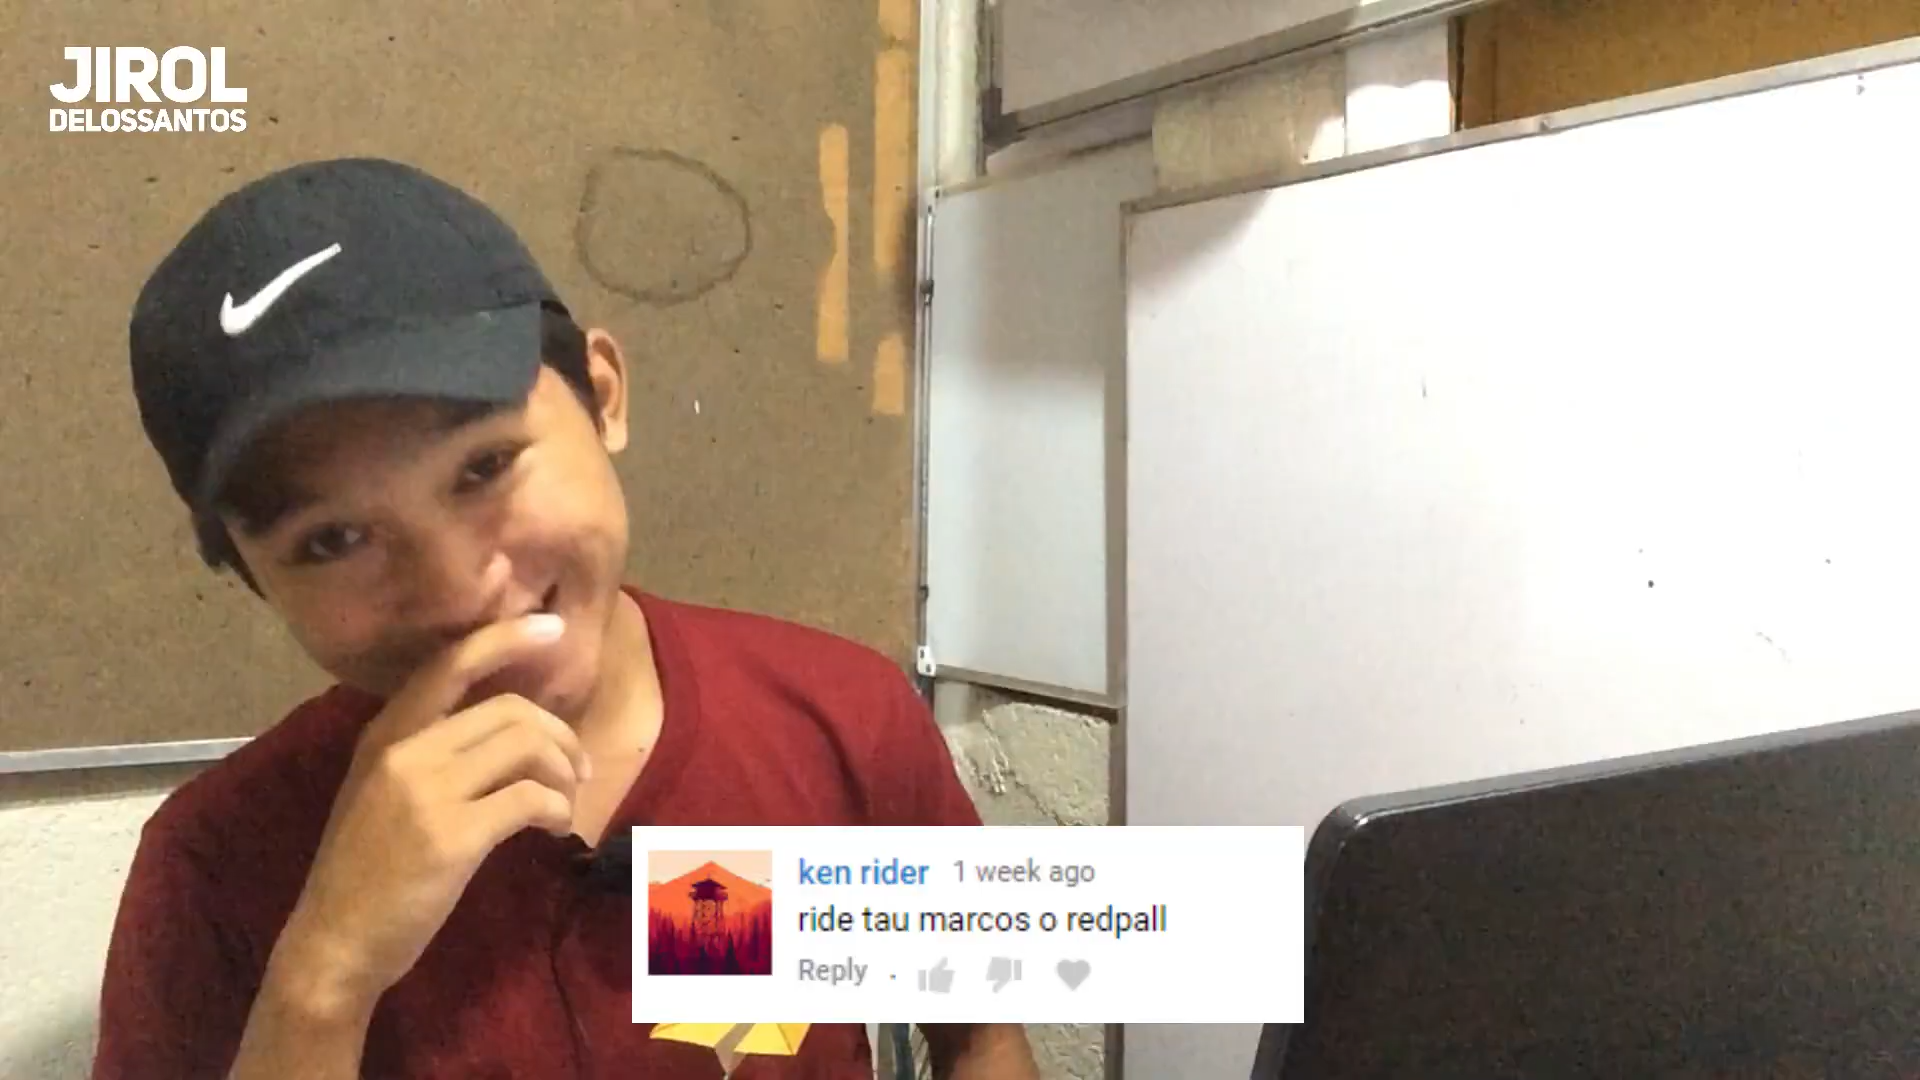 JIROL
DELOSSANTOS
ken rider 1 week ago
ride tau marcos o redpall
Reply .